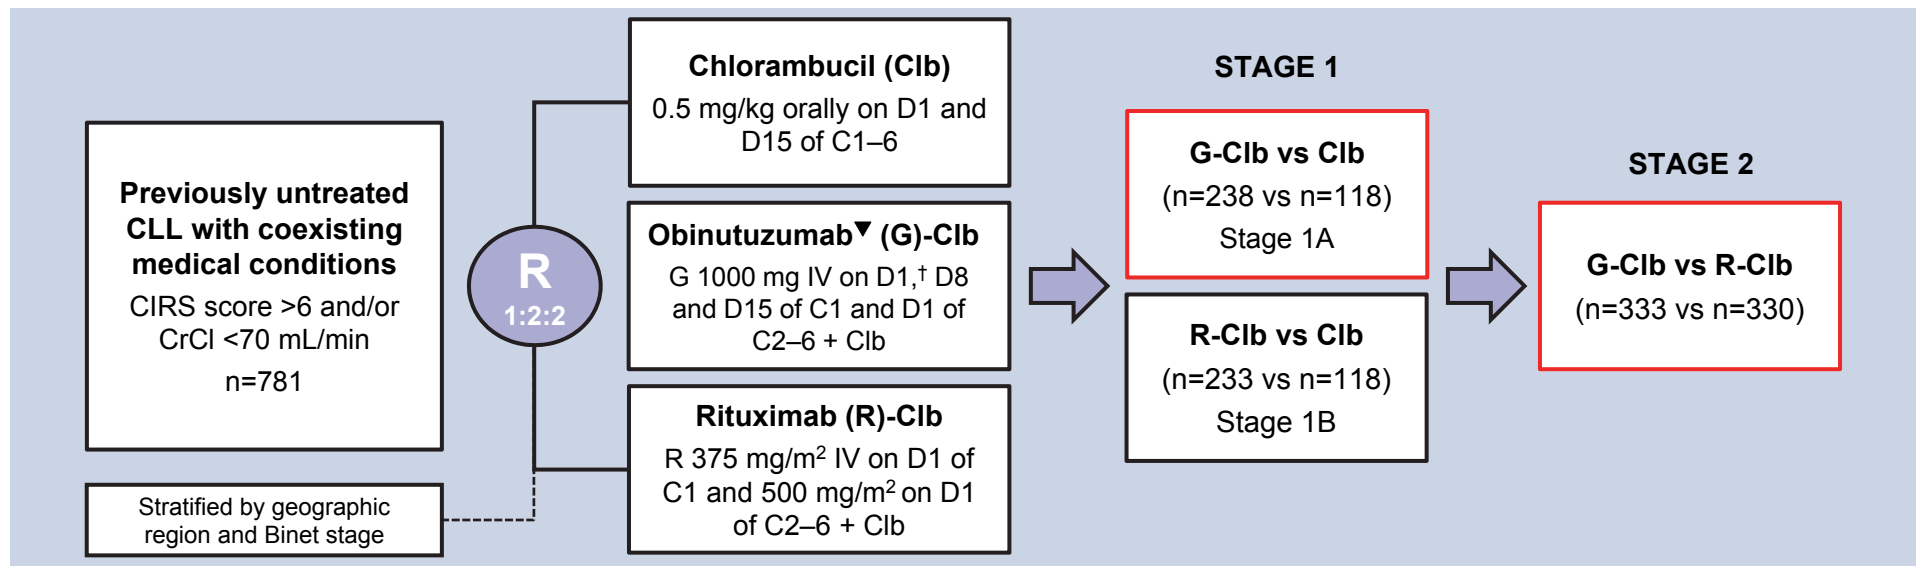 Previously untreated
CLL with coexisting
medical conditions
CIRS score >6 and/or
CrCl <70 mL/min
n=781
Stratified by geographic
region and Binet stage
R
1:2:2
Chlorambucil (Clb)
0.5 mg/kg orally on D1 and
D15 of C1–6
Obinutuzumab▼ (G)-Clb
G 1000 mg IV on D1,† D8
and D15 of C1 and D1 of
C2–6 + Clb
Rituximab (R)-Clb
R 375 mg/m² IV on D1 of
C1 and 500 mg/m² on D1
of C2–6 + Clb
STAGE 1
G-Clb vs Clb
(n=238 vs n=118)
Stage 1A
R-Clb vs Clb
(n=233 vs n=118)
Stage 1B
STAGE 2
G-Clb vs R-Clb
(n=333 vs n=330)